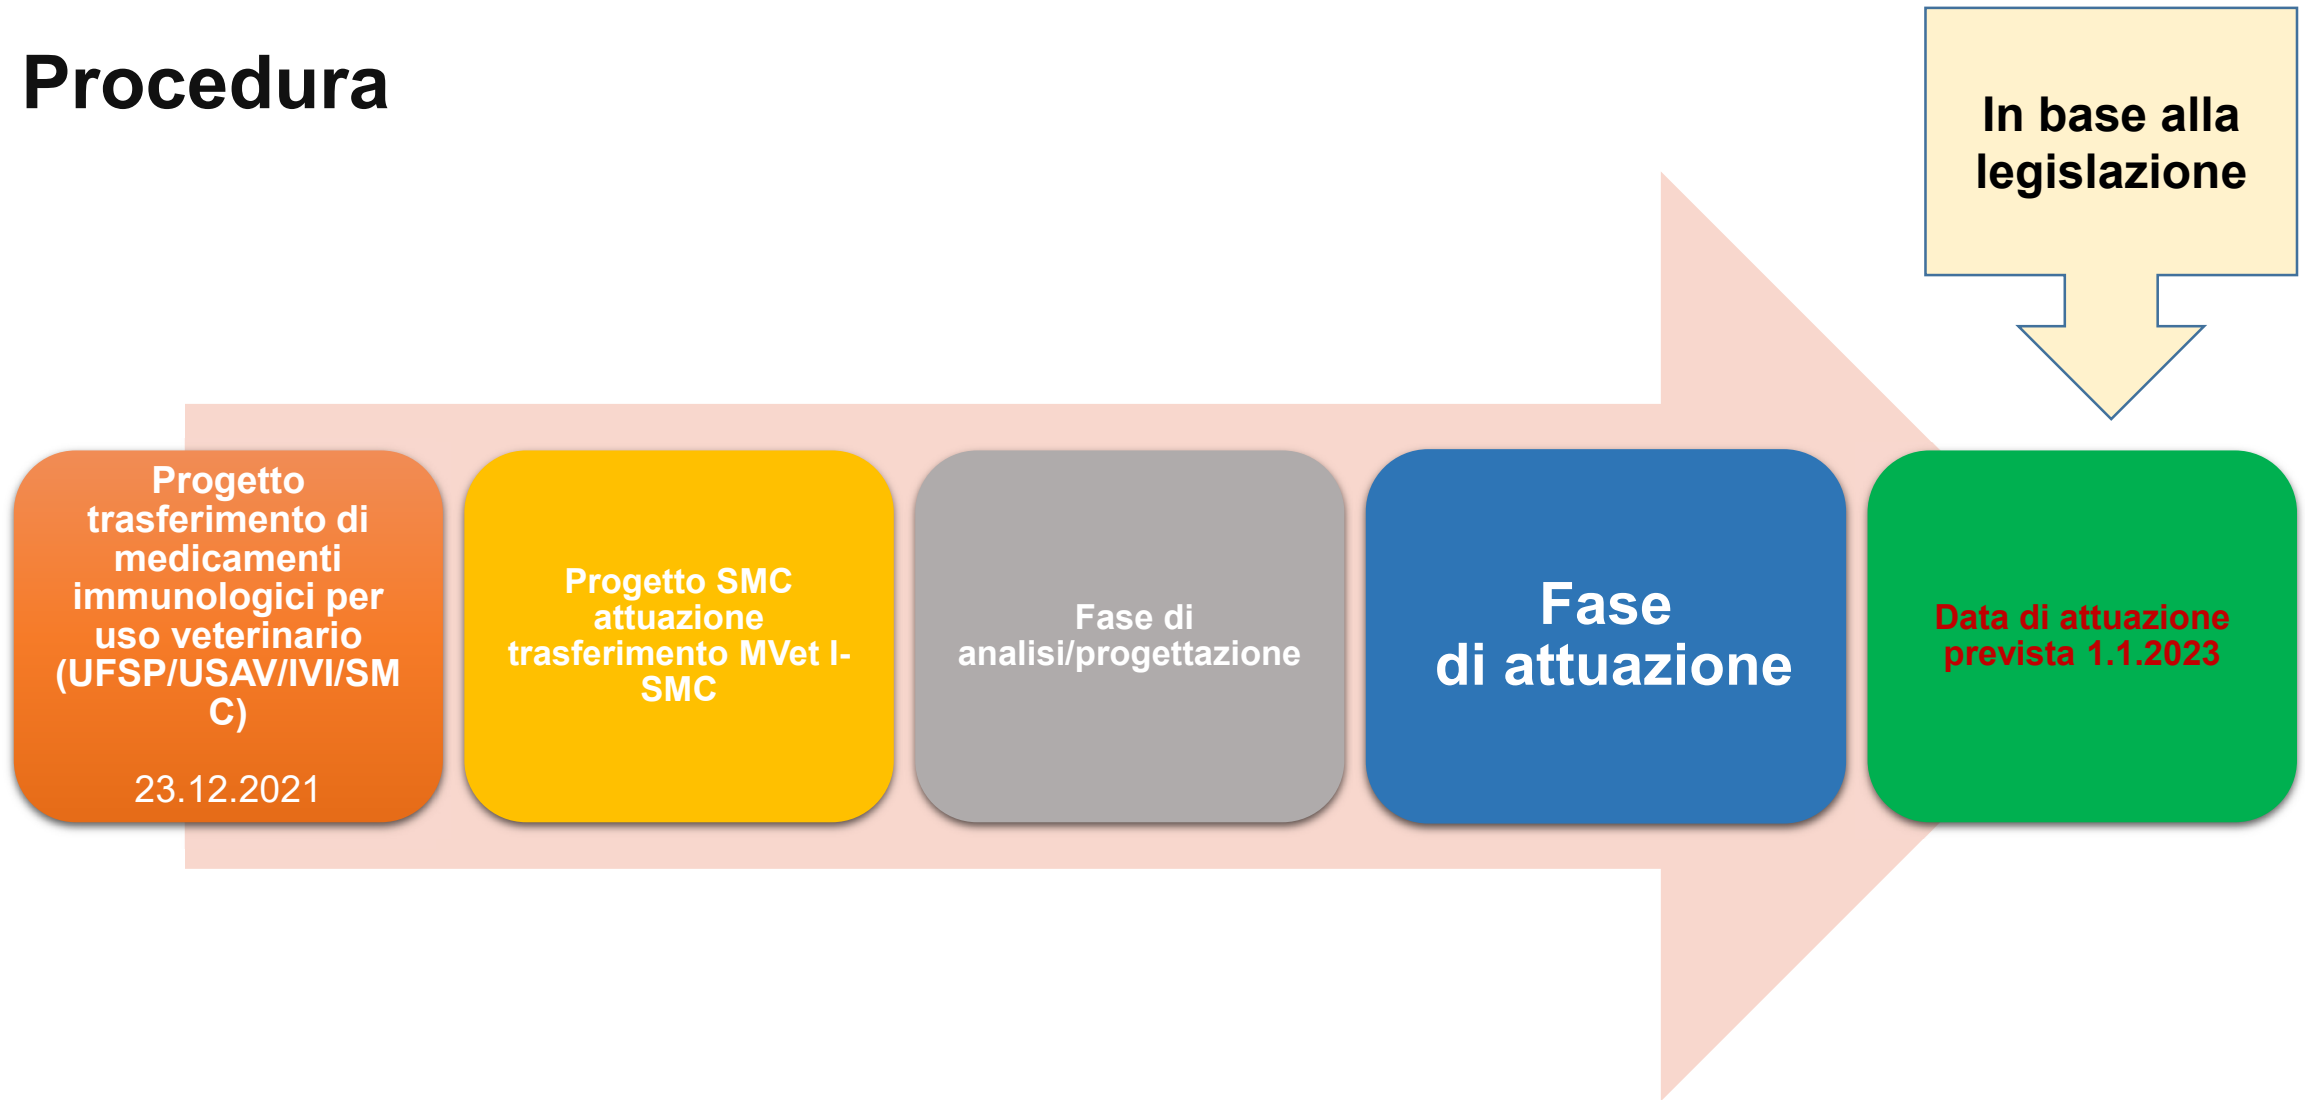 Procedura
In base alla
legislazione
Progetto
trasferimento di
medicamenti
immunologici per
uso veterinario
(UFSP/USAV/IVI/SM
C)
23.12.2021
Progetto SMC
attuazione
trasferimento MVet I-
SMC
Fase di
analisi/progettazione
Fase
di attuazione
Data di attuazione
prevista 1.1.2023